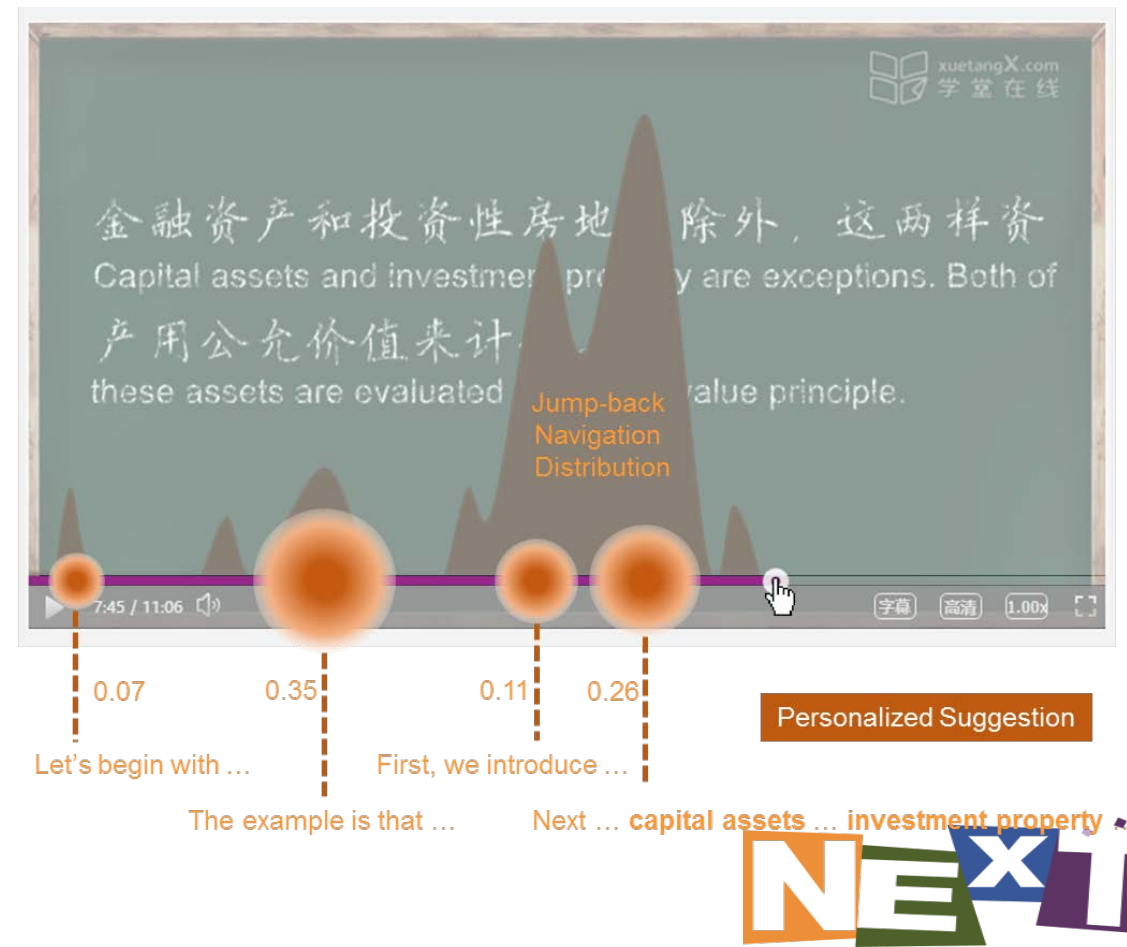 xuetangX.com
学堂在线
金融资产和投资性房地 除外，这两样资
Capital assets and investmen pro y are exceptions. Both of
产用公允价值来计
these assets are evaluated value principle.
Jump-back
Navigation
Distribution
7:45 / 11:06
字幕 高清 1.00x
0.07 0.35 0.11 0.26
Personalized Suggestion
Let's begin with … First, we introduce …
The example is that … Next … capital assets … investment property …
NEXT